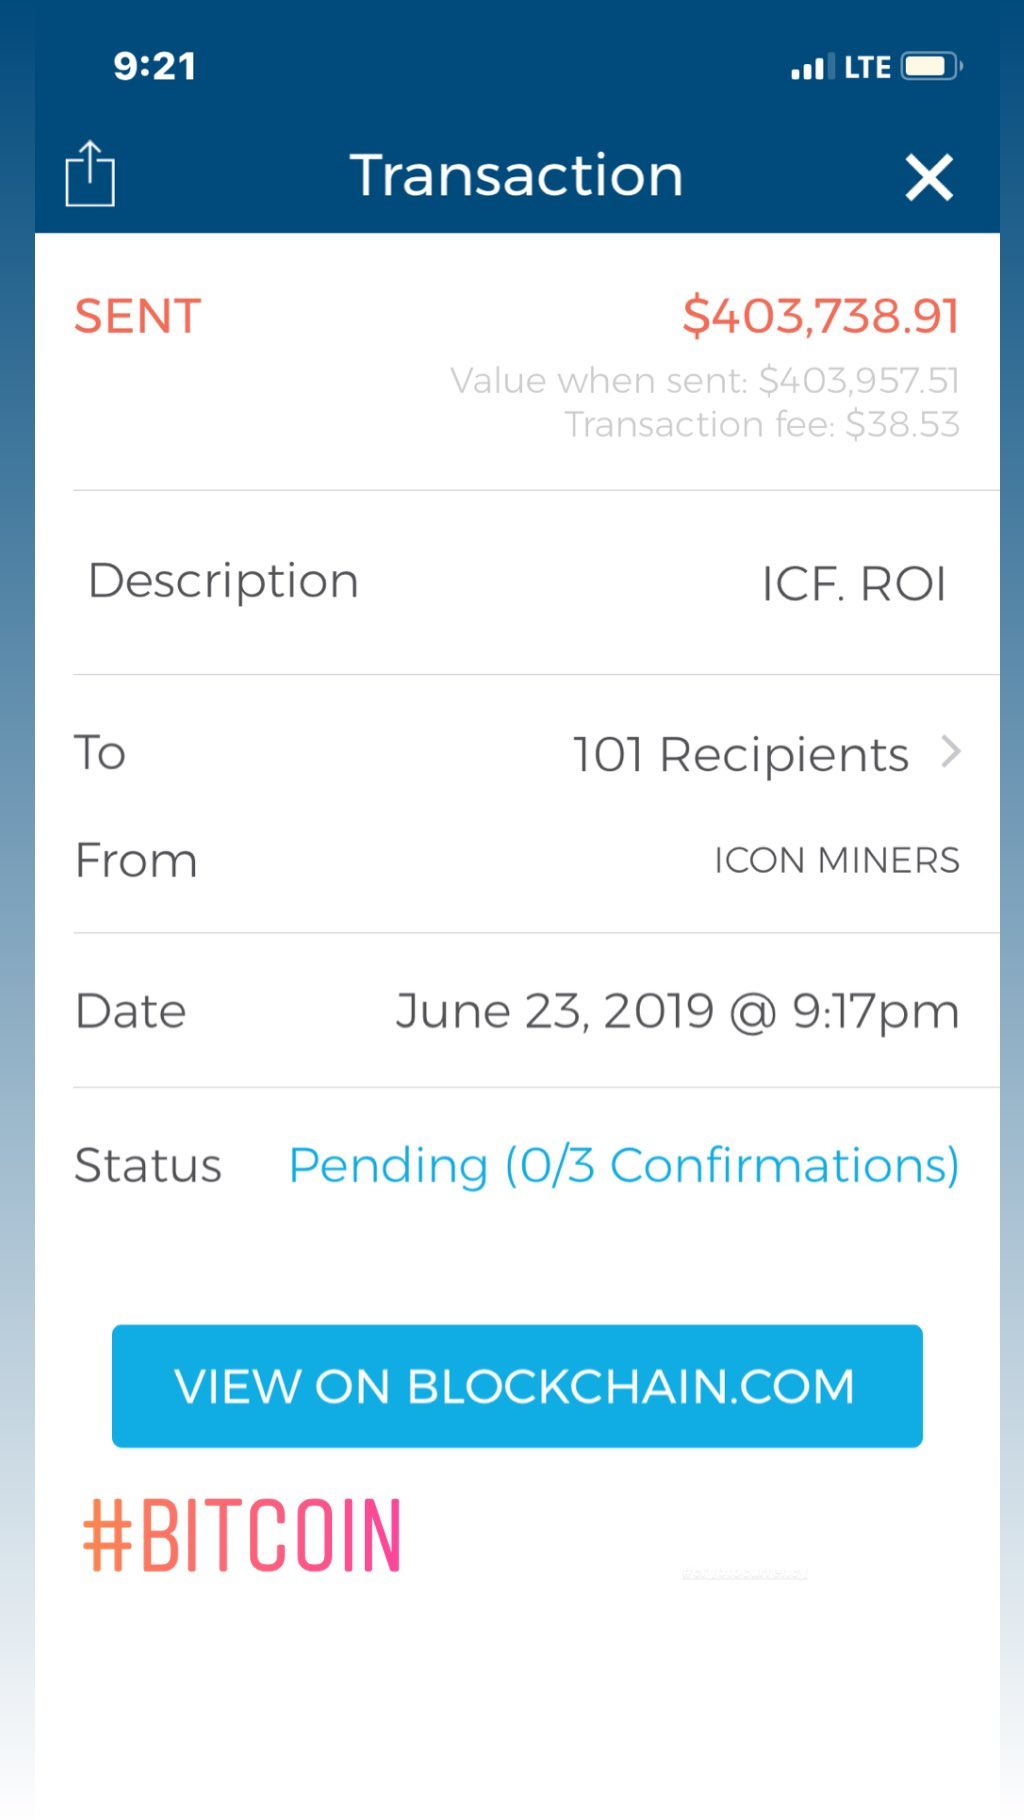 9:21 LTE
Transaction
SENT $403,738.91
Value when sent: $403,957.51
Transaction fee: $38.53
Description ICF. ROI
To 101 Recipients
From ICON MINERS
Date June 23, 2019 @ 9:17pm
Status Pending (0/3 Confirmations)
VIEW ON BLOCKCHAIN.COM
#BITCOIN
#cryptocurrency